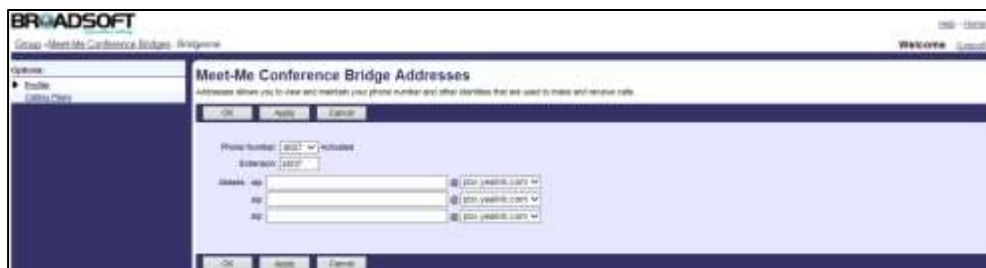 BROADSOFT
Help - Home
Group >Meet-Me Conference Bridges
Welcome
Logout
Options:
Profile
Calling Plans
Meet-Me Conference Bridge Addresses
Addresses allows you to view and maintain your phone number and other identities that are used to make and receive calls.
OK Apply Cancel
Phone Number: 4607 Activated
Extension:
Aliases: sip: @ pbx.yealink.com
sip: @ pbx.yealink.com
sip: @ pbx.yealink.com
OK Apply Cancel